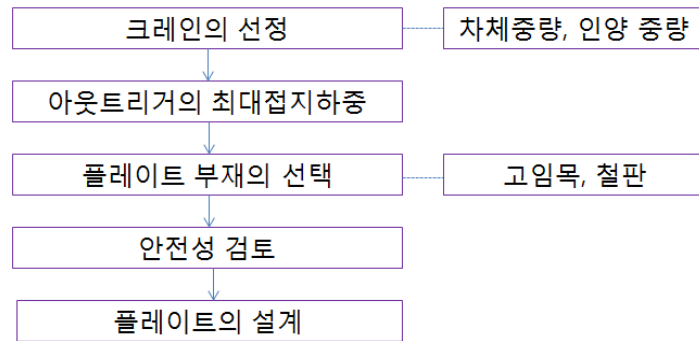 크레인의 선정
차체중량, 인양 중량
아웃트리거의 최대접지하중
플레이트 부재의 선택
고임목, 철판
안전성 검토
플레이트의 설계